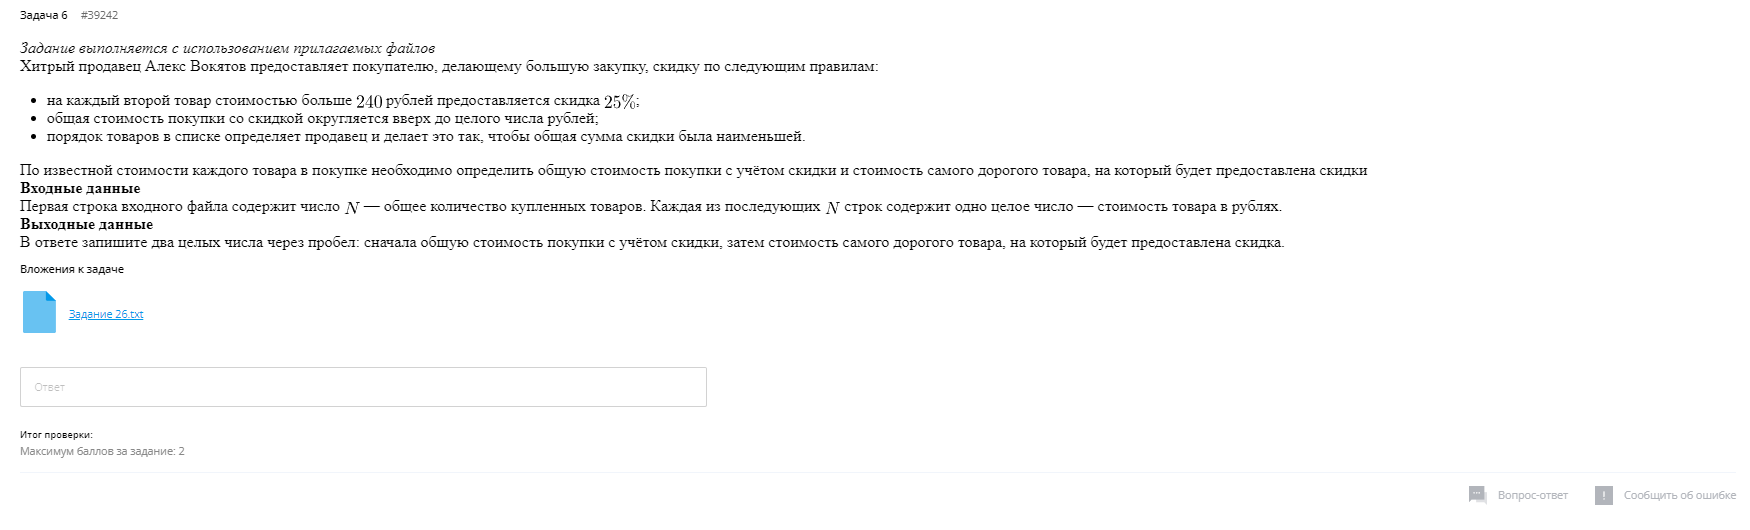 Задача 6 #39242
Задание выполняется с использованием прилагаемых файлов
Хитрый продавец Алекс Вокятов предоставляет покупателю, делающему большую закупку, скидку по следующим правилам:
• на каждый второй товар стоимостью больше 240 рублей предоставляется скидка 25%;
• общая стоимость покупки со скидкой округляется вверх до целого числа рублей;
• порядок товаров в списке определяет продавец и делает это так, чтобы общая сумма скидки была наименьшей.
По известной стоимости каждого товара в покупке необходимо определить общую стоимость покупки с учётом скидки и стоимость самого дорогого товара, на который будет предоставлена скидки
Входные данные
Первая строка входного файла содержит число N — общее количество купленных товаров. Каждая из последующих N строк содержит одно целое число — стоимость товара в рублях.
Выходные данные
В ответе запишите два целых числа через пробел: сначала общую стоимость покупки с учётом скидки, затем стоимость самого дорогого товара, на который будет предоставлена скидка.
Вложения к задаче
Задание 26.txt
Ответ
Итог проверки:
Максимум баллов за задание: 2
Вопрос-ответ ! Сообщить об ошибке